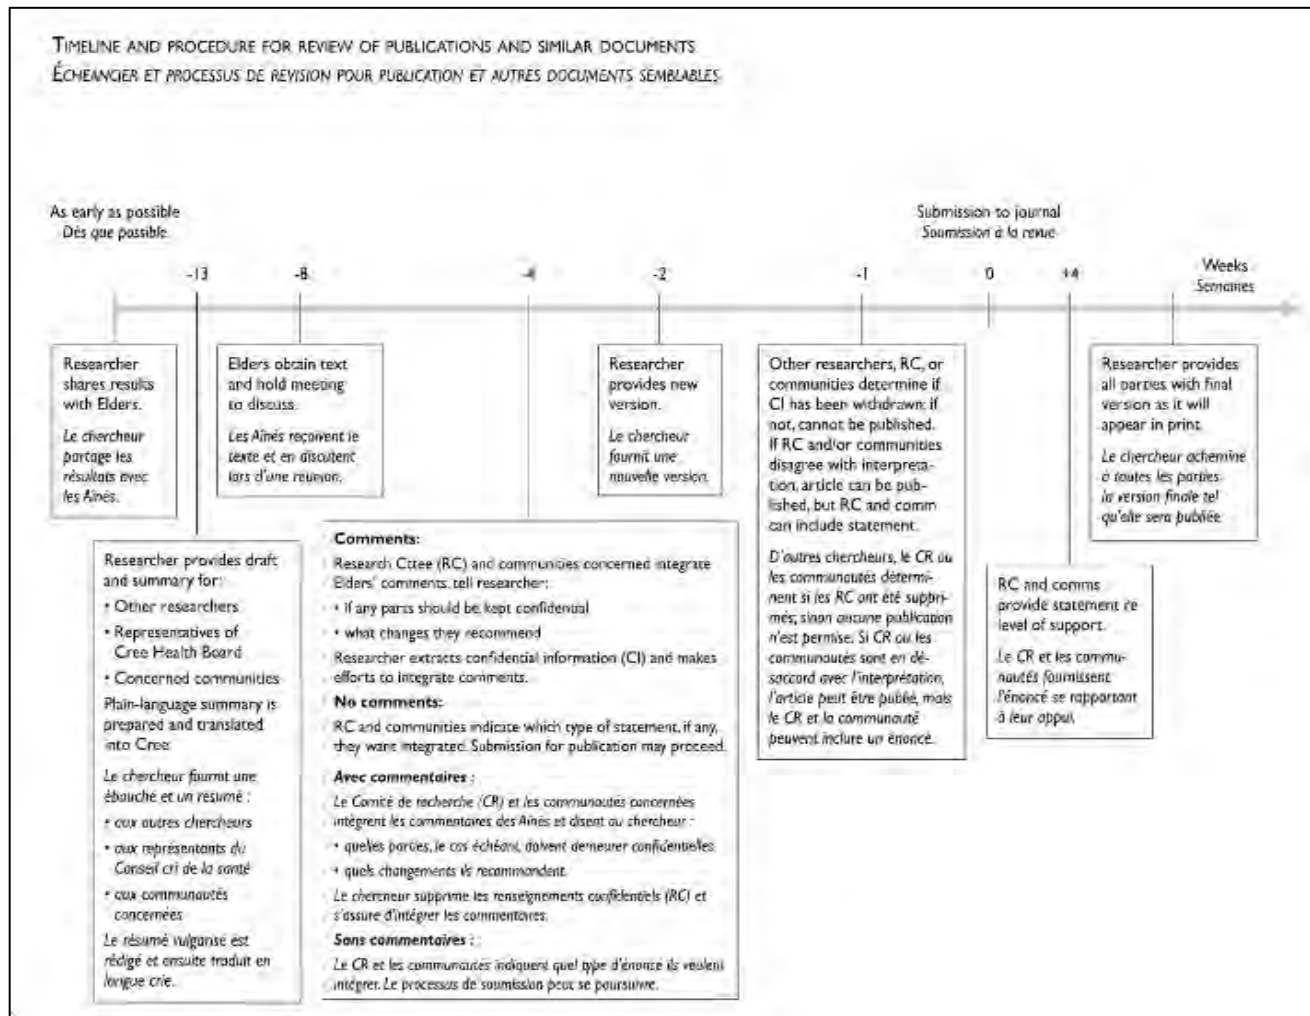 TIMELINE AND PROCEDURE FOR REVIEW OF PUBLICATIONS AND SIMILAR DOCUMENTS
ÉCHÉANCIER ET PROCESSUS DE RÉVISION POUR PUBLICATION ET AUTRES DOCUMENTS SEMBLABLES
As early as possible
Dès que possible
Submission to journal
Soumission à la revue
-13
-8
-4
-2
-1
0
+4
Weeks
Semaines
Researcher
shares results
with Elders.
Le chercheur
partage les
résultats avec
les Aînés.
Elders obtain text
and hold meeting
to discuss.
Les Aînés reçoivent le
texte et en discutent
lors d'une réunion.
Researcher
provides new
version.
Le chercheur
fournit une
nouvelle version.
Other researchers, RC, or
communities determine if
CI has been withdrawn: if
not, cannot be published.
If RC and/or communities
disagree with interpreta-
tion, article can be pub-
lished, but RC and comm
can include statement.
D'autres chercheurs, le CR ou
les communautés détermi-
nent si les RC ont été suppri-
més; sinon aucune publication
n'est permise. Si CR ou les
communautés sont en dé-
saccord avec l'interprétation,
l'article peut être publié, mais
le CR et la communauté
peuvent inclure un énoncé.
Researcher provides
all parties with final
version as it will
appear in print.
Le chercheur achemine
à toutes les parties
la version finale tel
qu'elle sera publiée.
Researcher provides draft
and summary for:
• Other researchers
• Representatives of
Cree Health Board
• Concerned communities
Plain-language summary is
prepared and translated
into Cree
Le chercheur fournit une
ébauche et un résumé :
• aux autres chercheurs
• aux représentants du
Conseil cri de la santé
• aux communautés
concernées
Le résumé vulgarisé est
rédigé et ensuite traduit en
langue crie.
Comments:
Research Cttee (RC) and communities concerned integrate
Elders' comments, tell researcher:
• if any parts should be kept confidential
• what changes they recommend
Researcher extracts confidential information (CI) and makes
efforts to integrate comments.
No comments:
RC and communities indicate which type of statement, if any,
they want integrated. Submission for publication may proceed.
Avec commentaires :
Le Comité de recherche (CR) et les communautés concernées
intègrent les commentaires des Aînés et disent au chercheur :
• quelles parties, le cas échéant, doivent demeurer confidentielles
• quels changements ils recommandent.
Le chercheur supprime les renseignements confidentiels (RC) et
s'assure d'intégrer les commentaires.
Sans commentaires :
Le CR et les communautés indiquent quel type d'énoncé ils veulent
intégrer. Le processus de soumission peut se poursuivre.
RC and comms
provide statement re
level of support.
Le CR et les commu-
nautés fournissent
l'énoncé se rapportant
à leur appui.